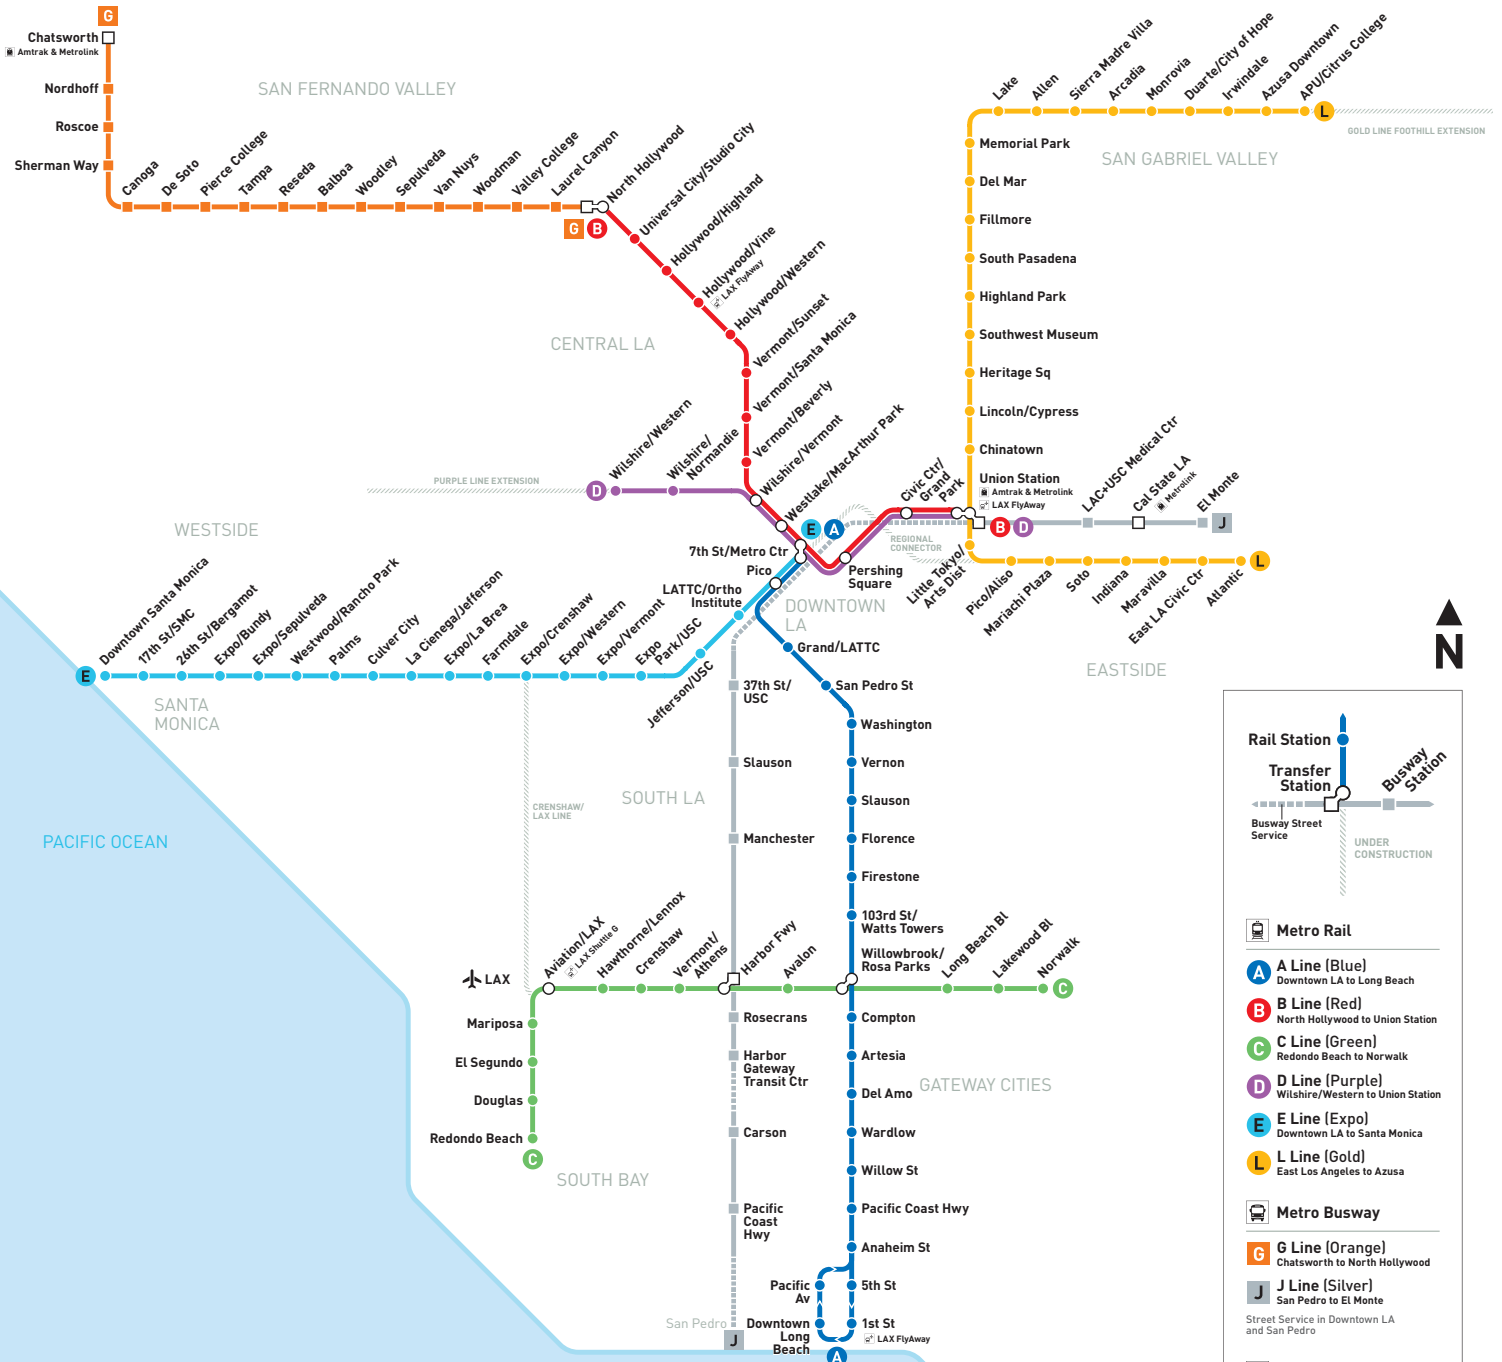 G
Chatsworth
Amtrak & Metrolink
Nordhoff
Roscoe
Sherman Way
SAN FERNANDO VALLEY
Canoga
De Soto
Pierce College
Tampa
Reseda
Balboa
Woodley
Sepulveda
Van Nuys
Woodman
Valley College
Laurel Canyon
North Hollywood
G
B
Universal City/Studio City
Hollywood/Highland
Hollywood/Vine
LAX FlyAway
Hollywood/Western
Vermont/Sunset
Vermont/Santa Monica
Vermont/Beverly
Wilshire/Vermont
Westlake/MacArthur Park
CENTRAL LA
Lake
Allen
Sierra Madre Villa
Arcadia
Monrovia
Duarte/City of Hope
Irwindale
Azusa Downtown
APU/Citrus College
L
GOLD LINE FOOTHILL EXTENSION
SAN GABRIEL VALLEY
Memorial Park
Del Mar
Fillmore
South Pasadena
Highland Park
Southwest Museum
Heritage Sq
Lincoln/Cypress
Chinatown
Union Station
Amtrak & Metrolink
LAX FlyAway
B
D
LAC+USC Medical Ctr
Cal State LA
Metrolink
El Monte
J
PURPLE LINE EXTENSION
D
Wilshire/Western
Wilshire/
Normandie
WESTSIDE
E
A
7th St/Metro Ctr
Pico
LATTC/Ortho
Institute
Civic Ctr/
Grand
Park
REGIONAL
CONNECTOR
Pershing
Square
DOWNTOWN
LA
Little Tokyo/
Arts Dist
Pico/Aliso
Mariachi Plaza
Soto
Indiana
Maravilla
East LA Civic Ctr
Atlantic
L
EASTSIDE
N
E
Downtown Santa Monica
17th St/SMC
26th St/Bergamot
Expo/Bundy
Expo/Sepulveda
Westwood/Rancho Park
Palms
Culver City
La Cienega/Jefferson
Expo/La Brea
Farmdale
Expo/Crenshaw
Expo/Western
Expo/Vermont
Expo
Park/USC
Jefferson/USC
SANTA
MONICA
PACIFIC OCEAN
CRENSHAW/
LAX LINE
SOUTH LA
Grand/LATTC
San Pedro St
Washington
Vernon
Slauson
Florence
Firestone
103rd St/
Watts Towers
Willowbrook/
Rosa Parks
37th St/
USC
Slauson
Manchester
LAX
Aviation/LAX
LAX Shuttle G
Hawthorne/Lennox
Crenshaw
Vermont/
Athens
Harbor Fwy
Avalon
Long Beach Bl
Lakewood Bl
Norwalk
C
Mariposa
El Segundo
Douglas
Redondo Beach
C
SOUTH BAY
Rosecrans
Harbor
Gateway
Transit Ctr
Carson
Pacific
Coast
Hwy
San Pedro
J
Compton
Artesia
Del Amo
Wardlow
Willow St
Pacific Coast Hwy
Anaheim St
GATEWAY CITIES
Pacific
Av
5th St
Downtown
Long
Beach
1st St
LAX FlyAway
A
Rail Station
Transfer
Station
Busway
Station
Busway Street
Service
UNDER
CONSTRUCTION
Metro Rail
A
A Line (Blue)
Downtown LA to Long Beach
B
B Line (Red)
North Hollywood to Union Station
C
C Line (Green)
Redondo Beach to Norwalk
D
D Line (Purple)
Wilshire/Western to Union Station
E
E Line (Expo)
Downtown LA to Santa Monica
L
L Line (Gold)
East Los Angeles to Azusa
Metro Busway
G
G Line (Orange)
Chatsworth to North Hollywood
J
J Line (Silver)
San Pedro to El Monte
Street Service in Downtown LA
and San Pedro